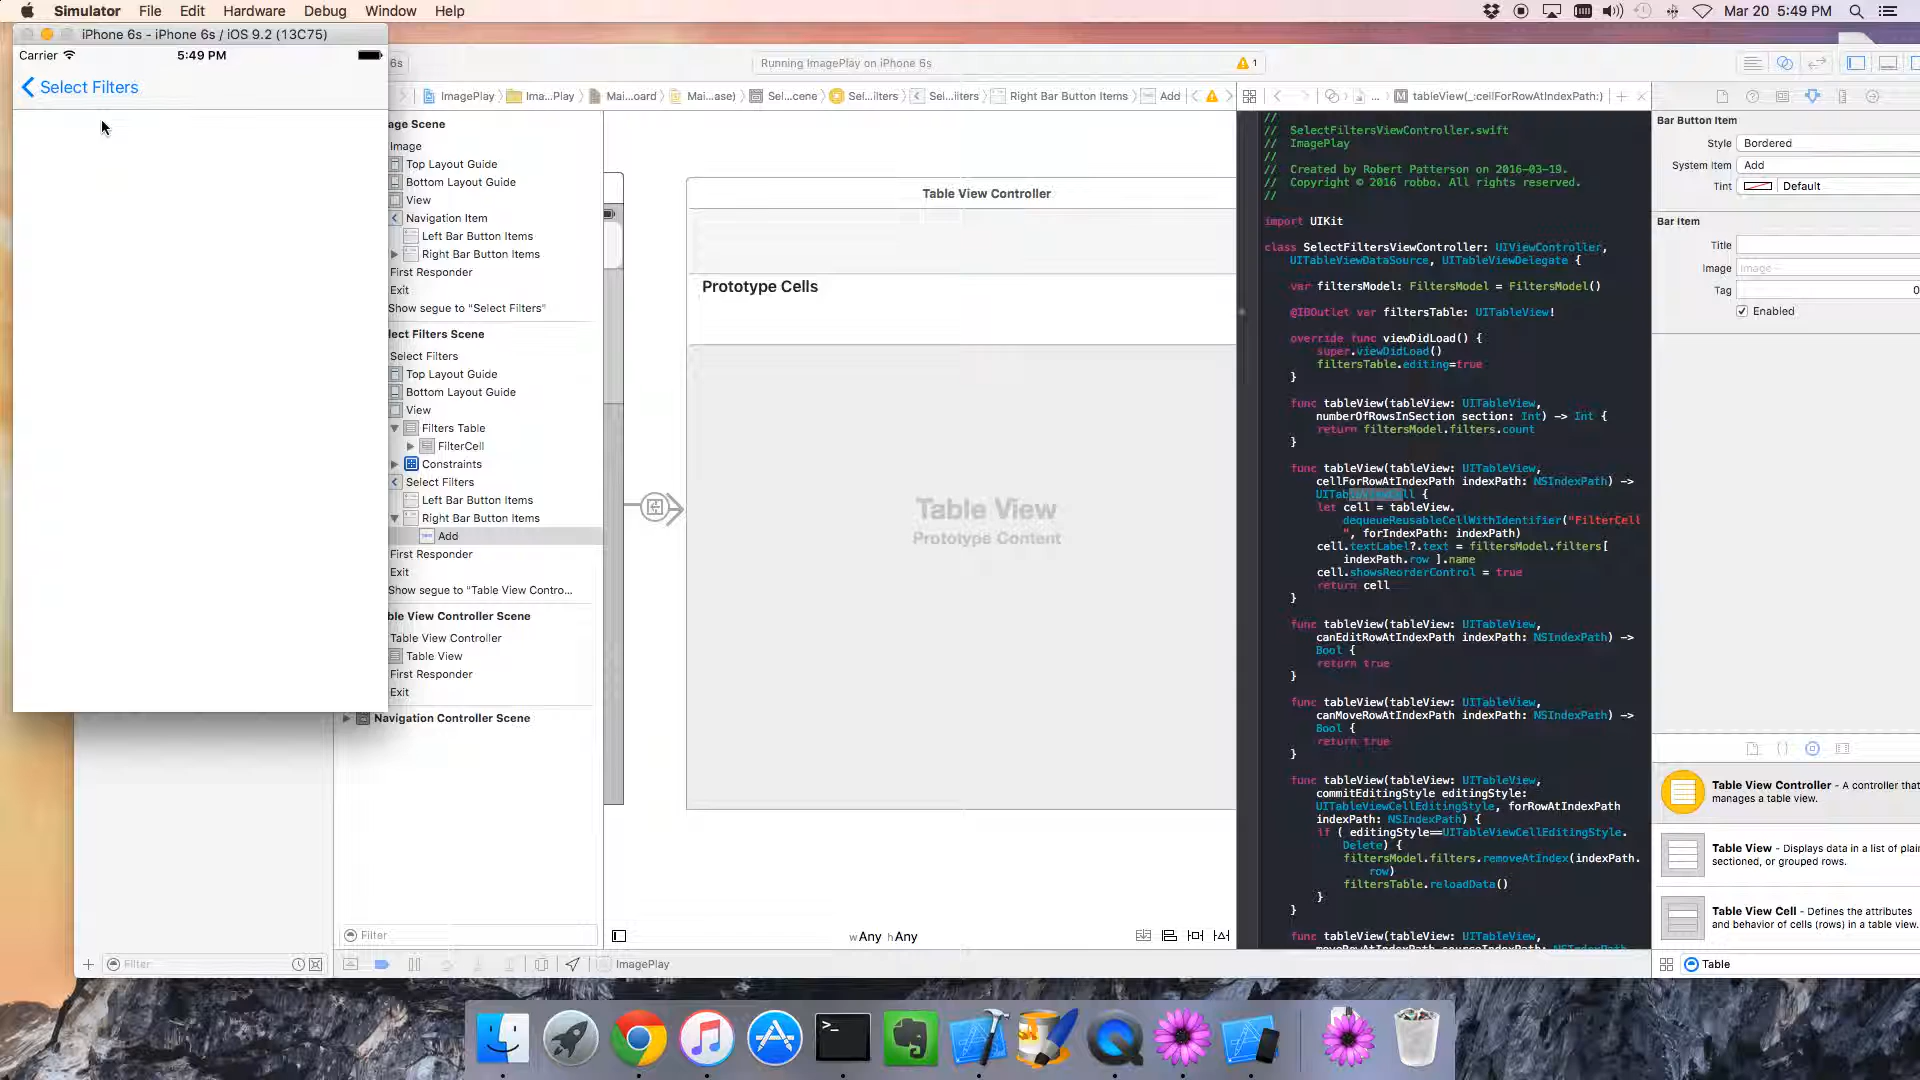 Simulator File Edit Hardware Debug Window Help
Mar 20 5:49 PM
iPhone 6s - iPhone 6s / iOS 9.2 (13C75)
Carrier 5:49 PM
Select Filters
6s
Running ImagePlay on iPhone 6s
1
ImagePlay Ima...Play Mai...oard Mai...ase) Sel...cene Sel...ilters Sel...ilters Right Bar Button Items Add
... tableView(_:cellForRowAtIndexPath:)
age Scene
Image
Top Layout Guide
Bottom Layout Guide
View
Navigation Item
Left Bar Button Items
Right Bar Button Items
First Responder
Exit
Show segue to "Select Filters"
lect Filters Scene
Select Filters
Top Layout Guide
Bottom Layout Guide
View
Filters Table
FilterCell
Constraints
Select Filters
Left Bar Button Items
Right Bar Button Items
Add
First Responder
Exit
Show segue to "Table View Contro...
ble View Controller Scene
Table View Controller
Table View
First Responder
Exit
Navigation Controller Scene
Filter
Filter
Table View Controller
Prototype Cells
Table View
Prototype Content
wAny hAny
ImagePlay
//
// SelectFiltersViewController.swift
// ImagePlay
//
// Created by Robert Patterson on 2016-03-19.
// Copyright © 2016 robbo. All rights reserved.
//
import UIKit
class SelectFiltersViewController: UIViewController,
UITableViewDataSource, UITableViewDelegate {
var filtersModel: FiltersModel = FiltersModel()
@IBOutlet var filtersTable: UITableView!
override func viewDidLoad() {
super.viewDidLoad()
filtersTable.editing=true
}
func tableView(tableView: UITableView,
numberOfRowsInSection section: Int) -> Int {
return filtersModel.filters.count
}
func tableView(tableView: UITableView,
cellForRowAtIndexPath indexPath: NSIndexPath) ->
UITableViewCell {
let cell = tableView.
dequeueReusableCellWithIdentifier("FilterCell
", forIndexPath: indexPath)
cell.textLabel?.text = filtersModel.filters[
indexPath.row ].name
cell.showsReorderControl = true
return cell
}
func tableView(tableView: UITableView,
canEditRowAtIndexPath indexPath: NSIndexPath) ->
Bool {
return true
}
func tableView(tableView: UITableView,
canMoveRowAtIndexPath indexPath: NSIndexPath) ->
Bool {
return true
}
func tableView(tableView: UITableView,
commitEditingStyle editingStyle:
UITableViewCellEditingStyle, forRowAtIndexPath
indexPath: NSIndexPath) {
if ( editingStyle==UITableViewCellEditingStyle.
Delete) {
filtersModel.filters.removeAtIndex(indexPath.
row)
filtersTable.reloadData()
}
}
func tableView(tableView: UITableView,
moveRowAtIndexPath sourceIndexPath: NSIndexPath,
Bar Button Item
Style Bordered
System Item Add
Tint Default
Bar Item
Title
Image Image
Tag 0
Enabled
Table View Controller - A controller that
manages a table view.
Table View - Displays data in a list of plain,
sectioned, or grouped rows.
Table View Cell - Defines the attributes
and behavior of cells (rows) in a table view.
Table